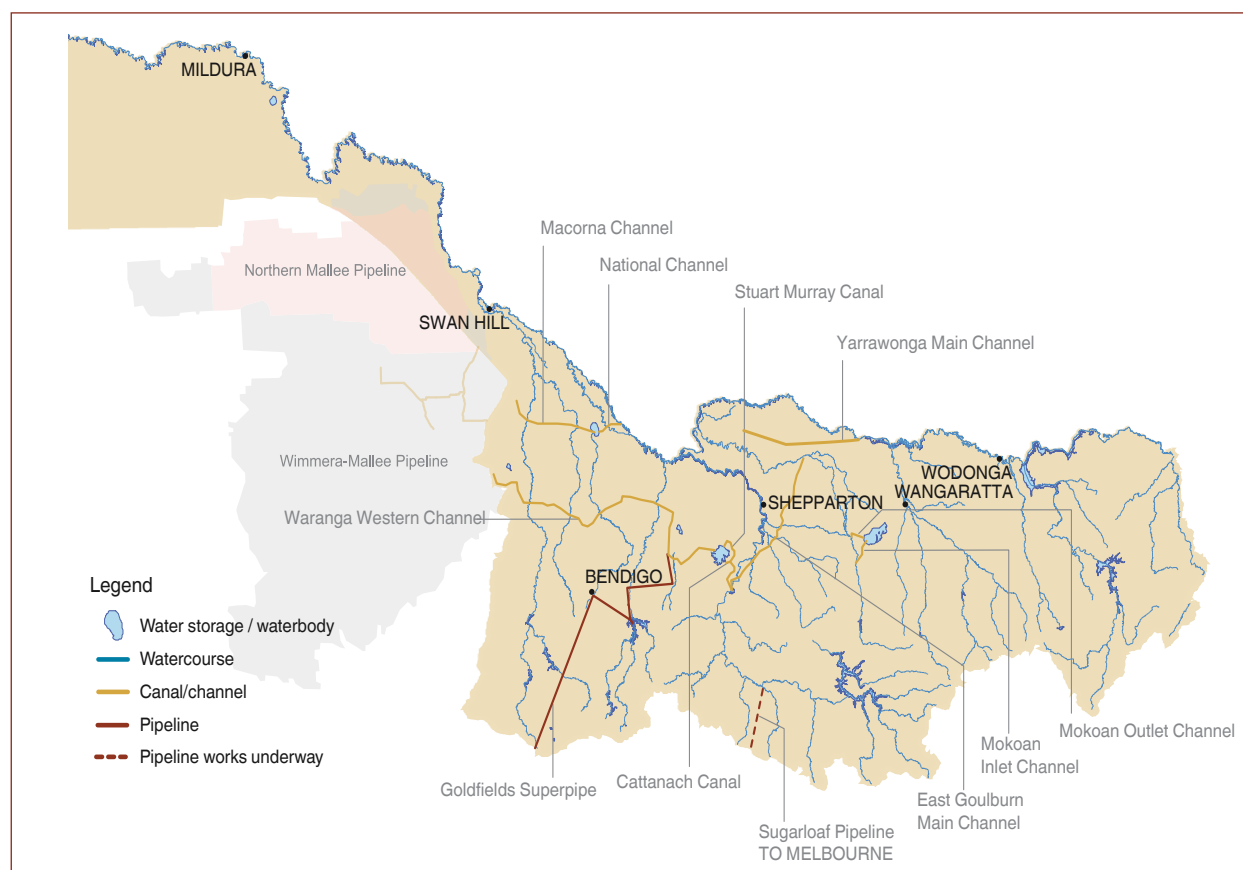 MILDURA
Macorna Channel
National Channel
Northern Mallee Pipeline
Stuart Murray Canal
SWAN HILL
Yarrawonga Main Channel
Wimmera-Mallee Pipeline
WODONGA
WANGARATTA
SHEPPARTON
Waranga Western Channel
BENDIGO
Legend
Water storage / waterbody
Watercourse
Canal/channel
Pipeline
Pipeline works underway
Goldfields Superpipe
Cattanach Canal
Sugarloaf Pipeline
TO MELBOURNE
East Goulburn
Main Channel
Mokoan
Inlet Channel
Mokoan Outlet Channel